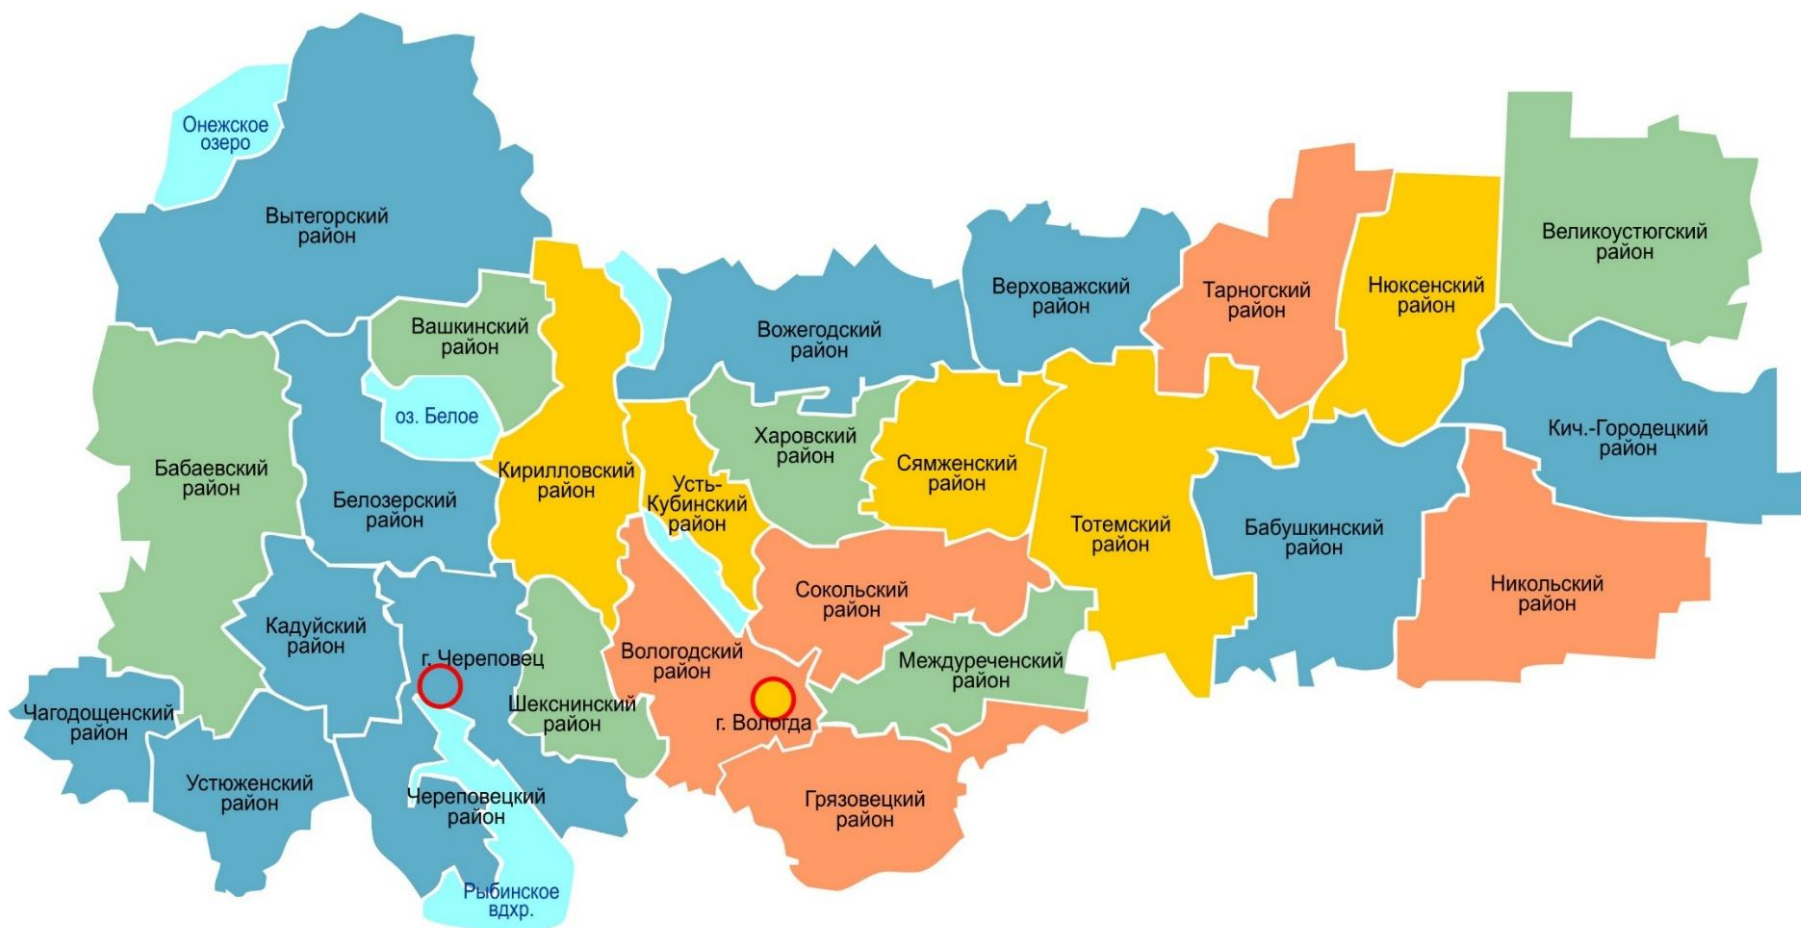 Онежское
озеро
Вытегорский
район
Великоустюгский
район
Верховажский
район
Тарногский
район
Нюксенский
район
Вашкинский
район
Вожегодский
район
оз. Белое
Харовский
район
Кич.-Городецкий
район
Бабаевский
район
Белозерский
район
Кирилловский
район
Усть-
Кубинский
район
Сямженский
район
Тотемский
район
Бабушкинский
район
Никольский
район
Сокольский
район
Кадуйский
район
г. Череповец
Вологодский
район
Междуреченский
район
Чагодощенский
район
Шекснинский
район
г. Вологда
Устюженский
район
Череповецкий
район
Грязовецкий
район
Рыбинское
вдхр.